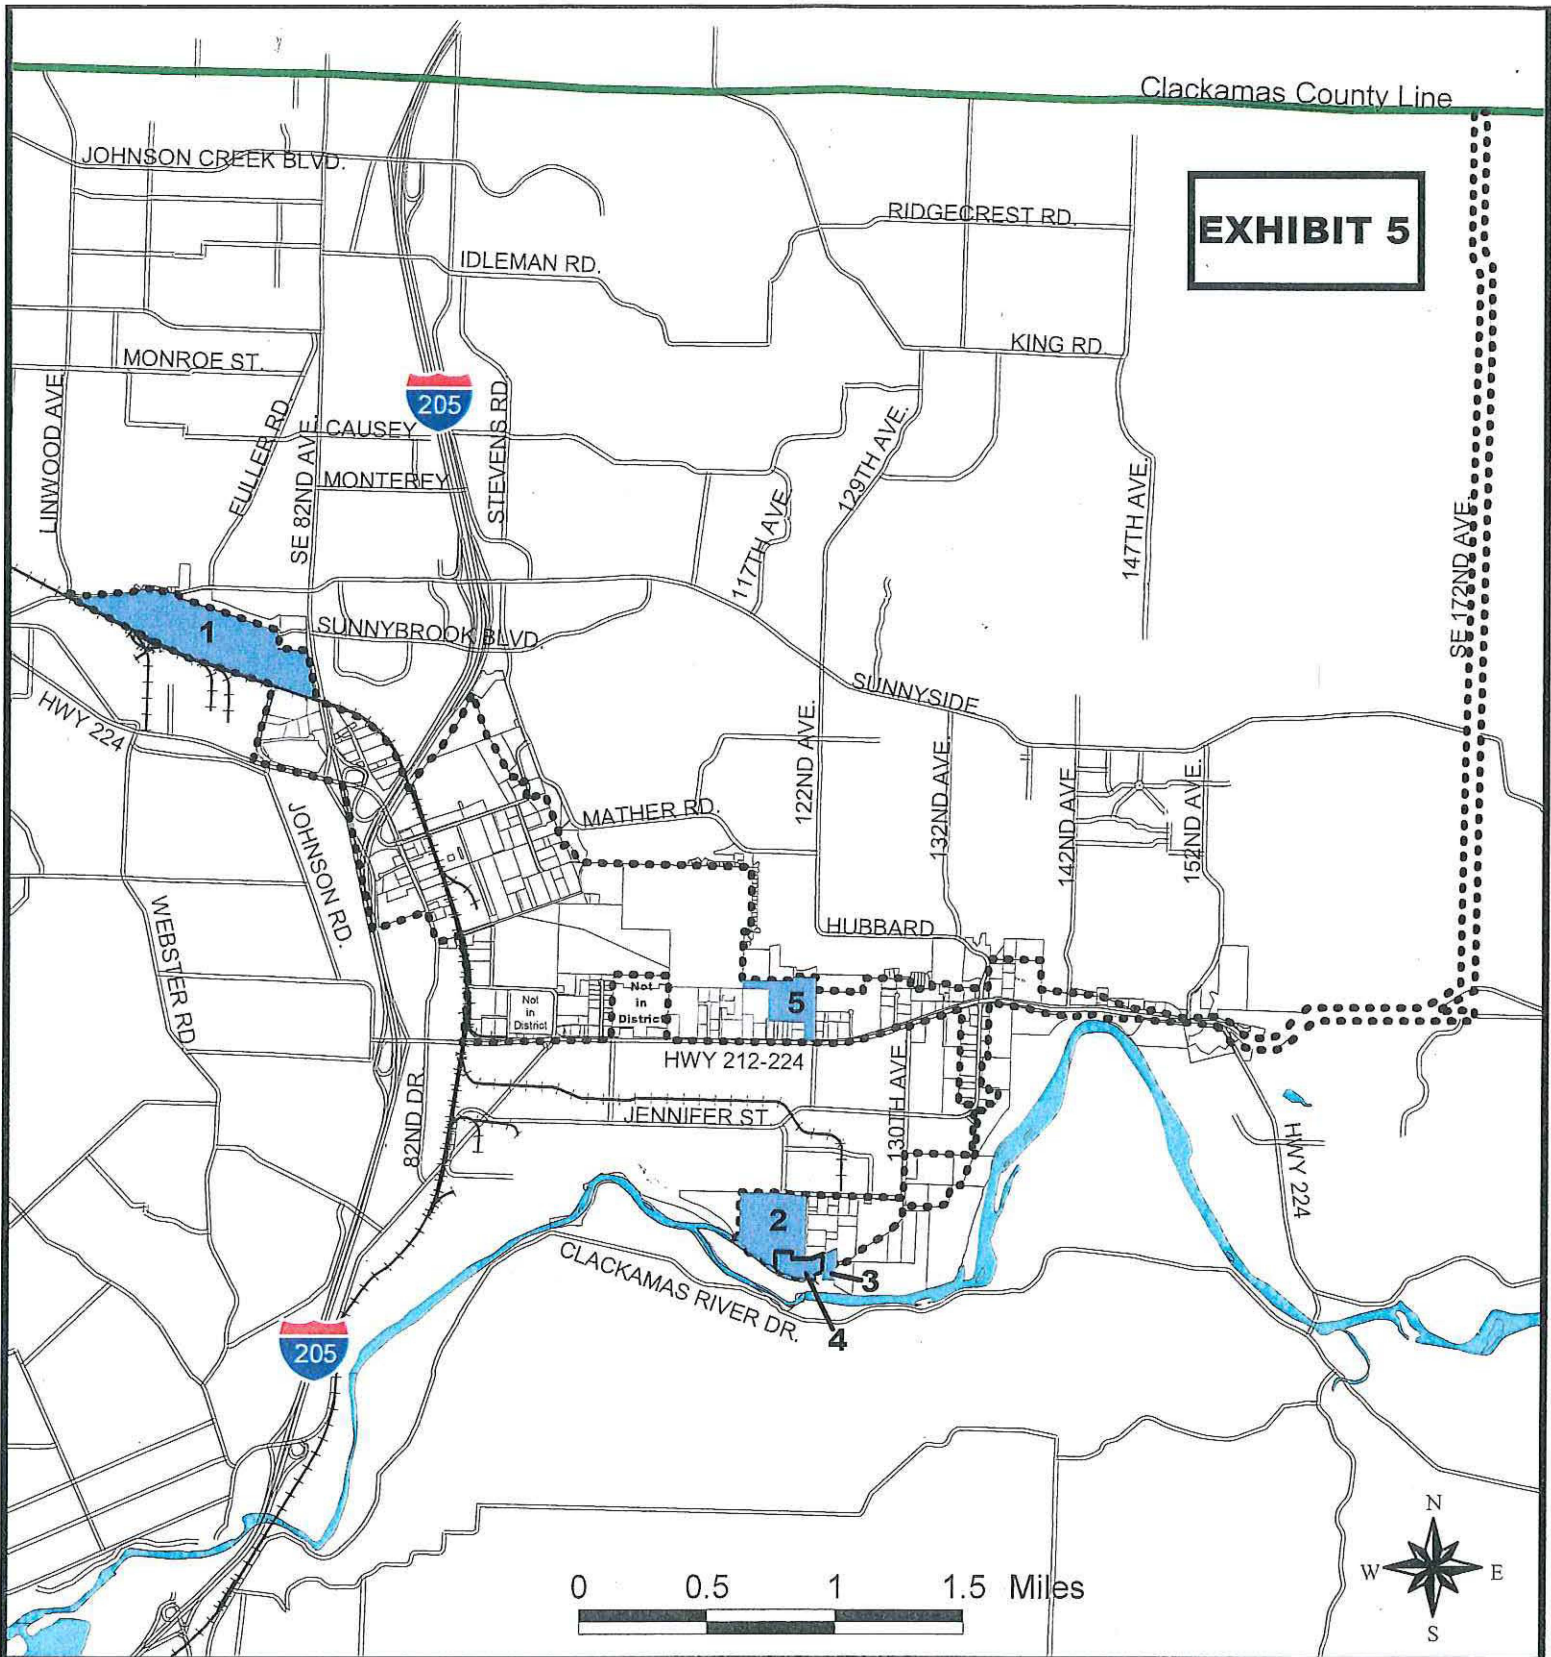 Clackamas County Line
JOHNSON CREEK BLVD.
EXHIBIT 5
RIDGECREST RD.
IDLEMAN RD.
KING RD.
MONROE ST.
205
LINWOOD AVE
FULLER RD.
SE 82ND AVE.
CAUSEY
STEVENS RD
129TH AVE.
MONTEREY
117TH AVE.
147TH AVE.
SE 172ND AVE.
1
SUNNYBROOK BLVD
SUNNYSIDE
HWY 224
122ND AVE.
132ND AVE.
142ND AVE
152ND AVE.
JOHNSON RD.
MATHER RD.
WEBSTER RD
HUBBARD
Not
in
District
Not
in
District
5
HWY 212-224
82ND DR.
JENNIFER ST.
130TH AVE
HWY 224
2
3
4
CLACKAMAS RIVER DR.
205
0 0.5 1 1.5 Miles
N
W E
S